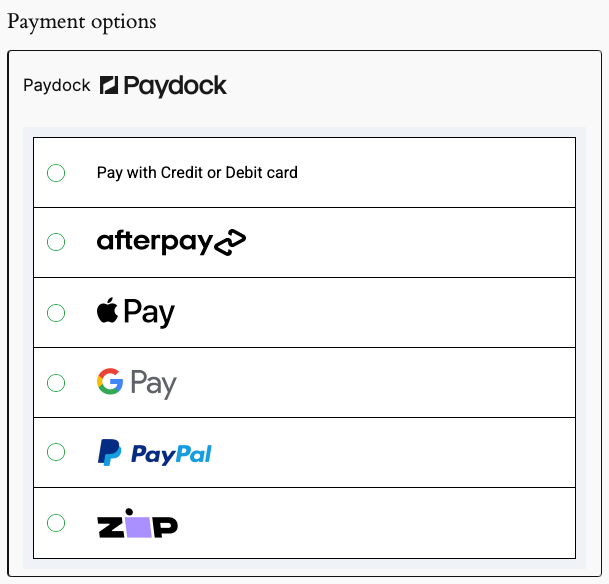 Payment options
Paydock Paydock
Pay with Credit or Debit card
afterpay
Pay
G Pay
PayPal
zip